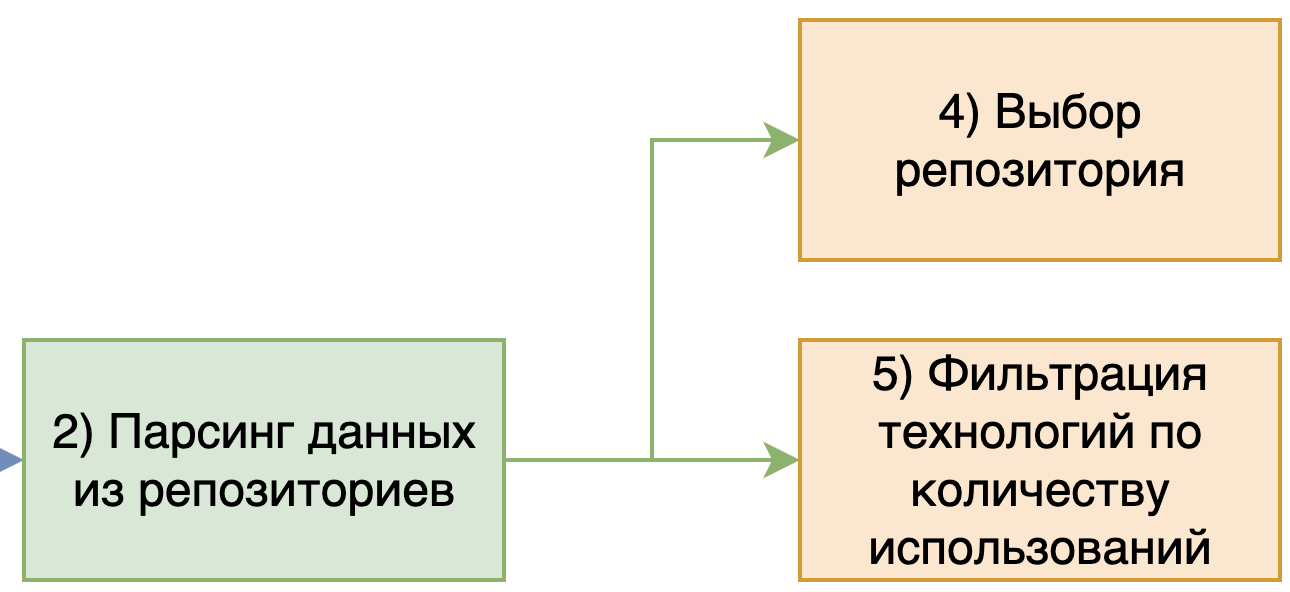 4) Выбор
репозитория
2) Парсинг данных
из репозиториев
5) Фильтрация
технологий по
количеству
использований